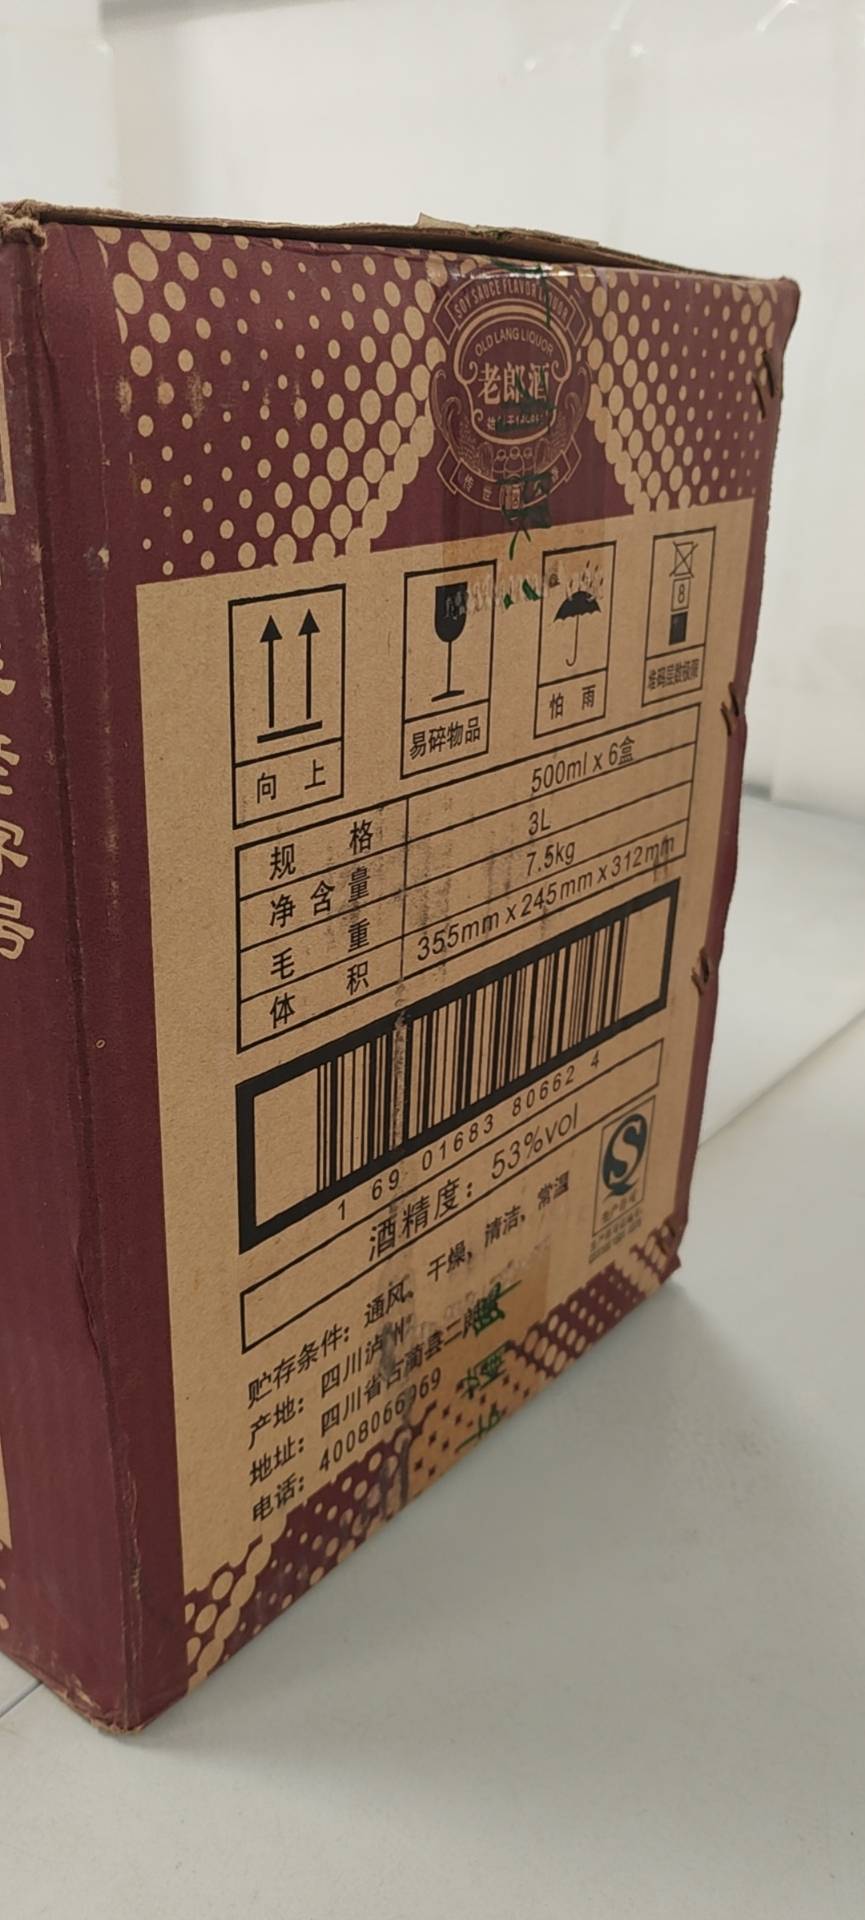 SOY SAUCE FLAVOR LIQUOR
OLD LANG LIQUOR
老郎酒
传世
8
向上
易碎物品
怕雨
堆码层数极限
规格 500ml x 6盒
净含量 3L
毛重 7.5kg
体积 355mm x 245mm x 312mm
1 69 01683 80662 4
酒精度：53%vol
贮存条件：通风、干燥、清洁、常温
产地：四川泸州
地址：四川省古蔺县二郎
电话：4008066969